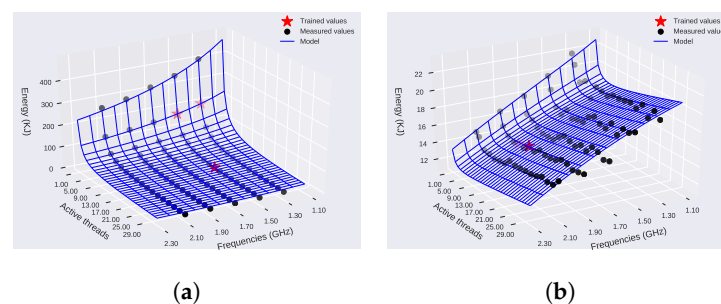 Trained values
Measured values
Model
Energy (KJ)
400
300
200
100
0
1.00
5.00
9.00
13.00
17.00
21.00
25.00
29.00
Active threads
2.30
2.10
1.90
1.70
1.50
1.30
1.10
Frequencies (GHz)
(a)
Trained values
Measured values
Model
Energy (KJ)
22
20
18
16
14
12
1.00
5.00
9.00
13.00
17.00
21.00
25.00
29.00
Active threads
2.30
2.10
1.90
1.70
1.50
1.30
1.10
Frequencies (GHz)
(b)